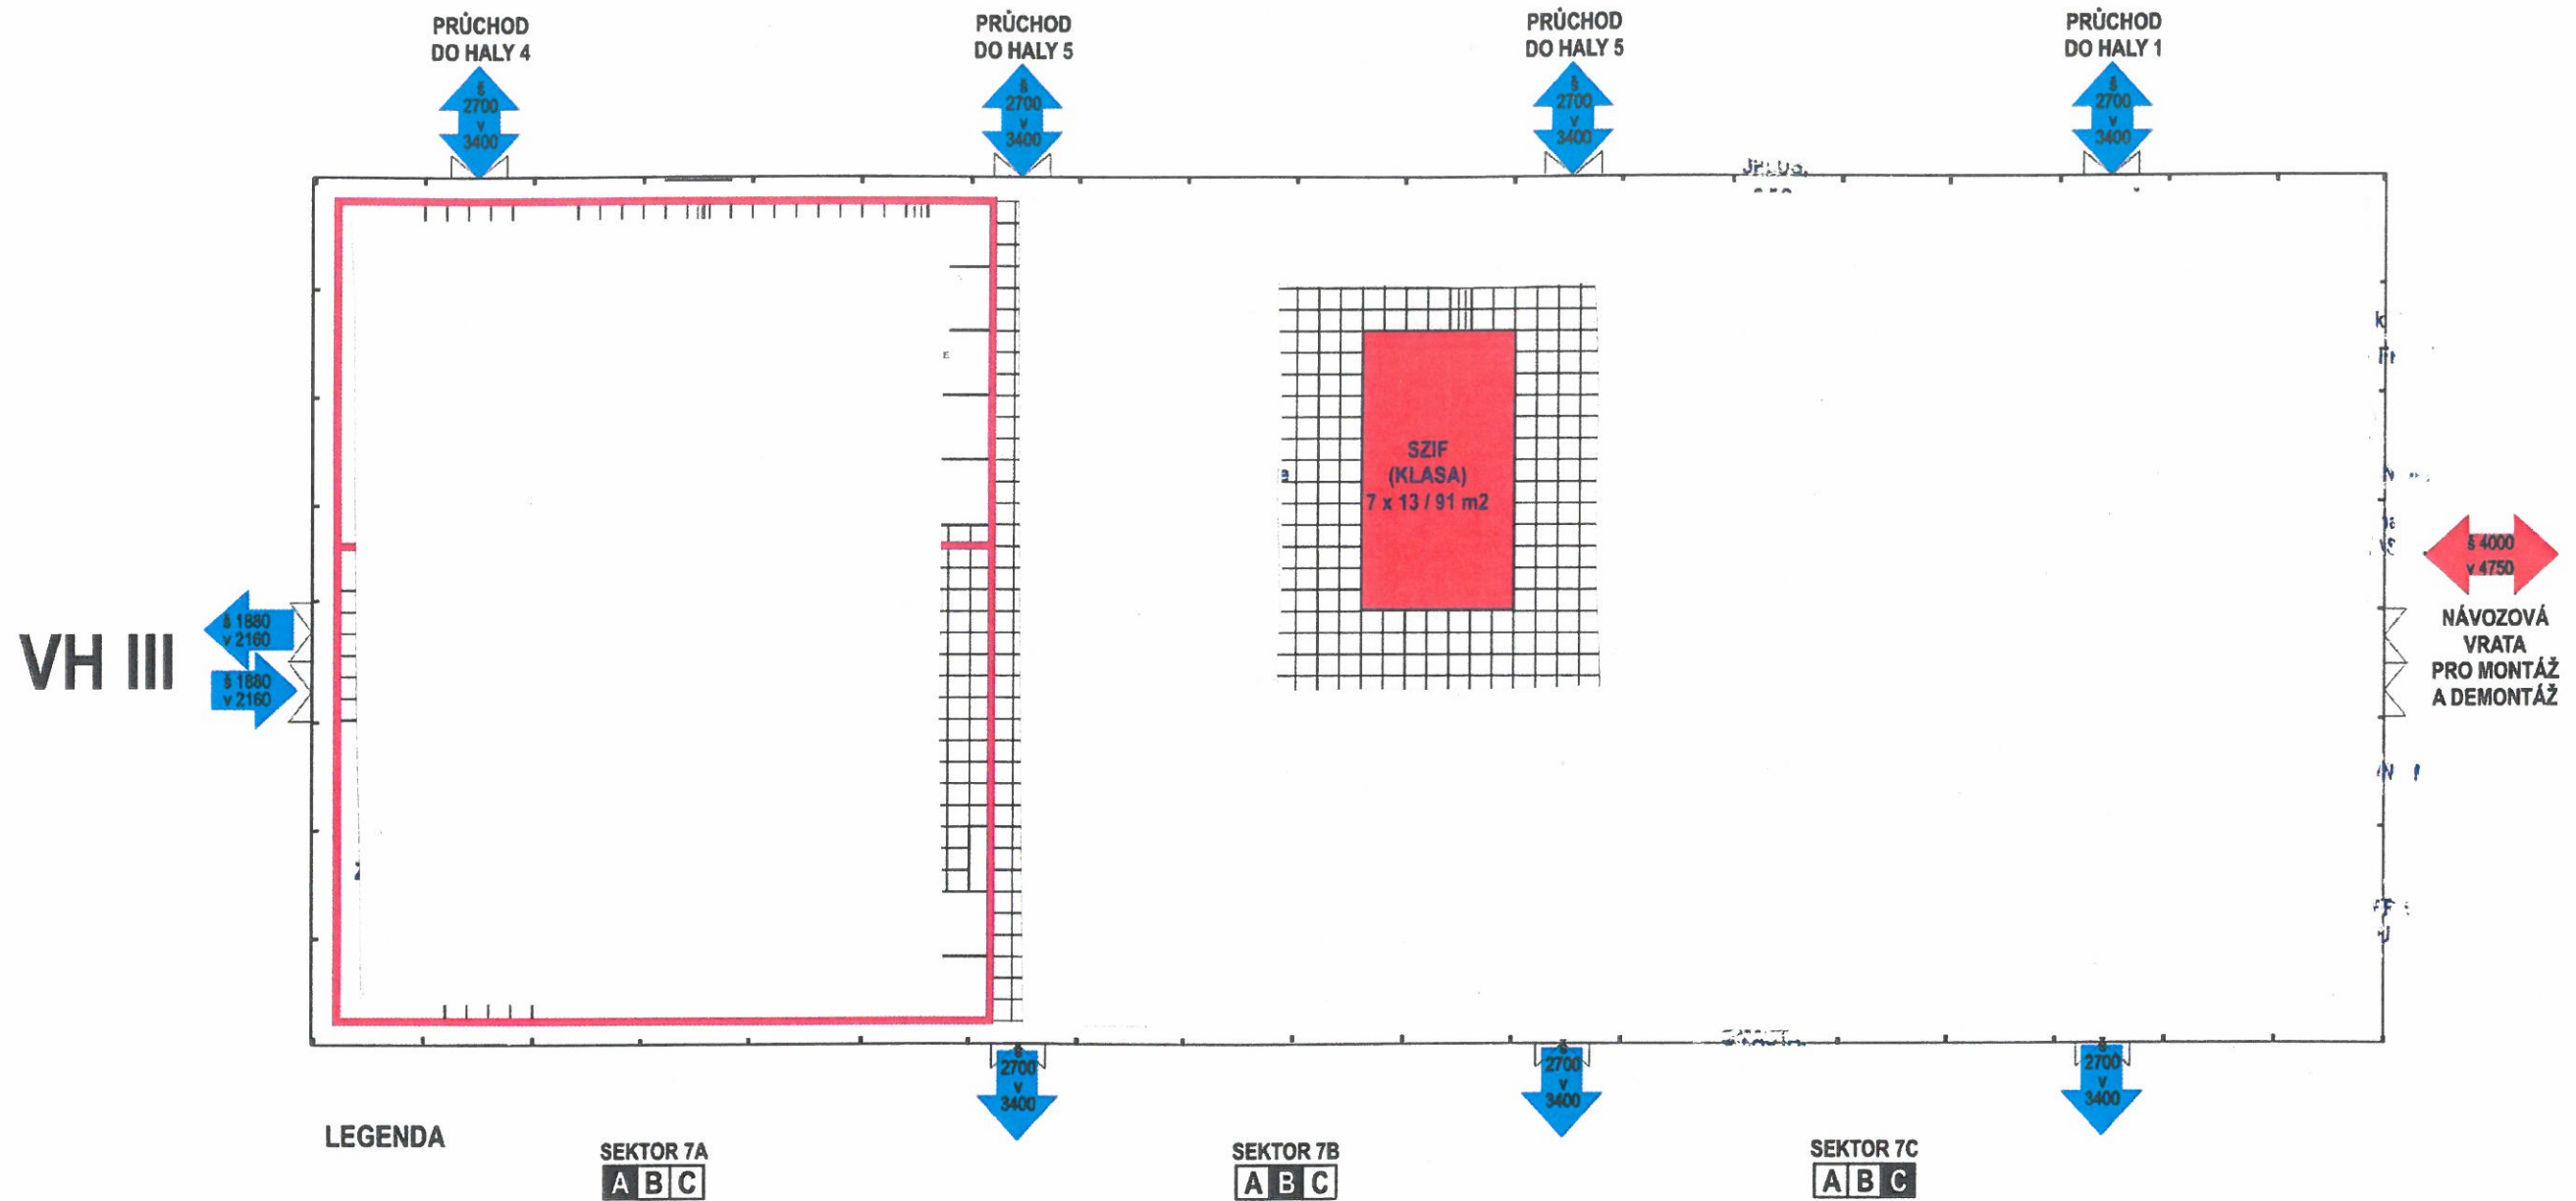 PRŮCHOD
DO HALY 4
PRŮCHOD
DO HALY 5
PRŮCHOD
DO HALY 5
PRŮCHOD
DO HALY 1
š
2700
v
3400
š
2700
v
3400
š
2700
v
3400
š
2700
v
3400
SZIF
(KLASA)
7 x 13 / 91 m2
š 4000
v 4750
NÁVOZOVÁ
VRATA
PRO MONTÁŽ
A DEMONTÁŽ
VH III
š 1880
v 2160
š 1880
v 2160
š
2700
v
3400
š
2700
v
3400
š
2700
v
3400
LEGENDA
SEKTOR 7A
A B C
SEKTOR 7B
A B C
SEKTOR 7C
A B C